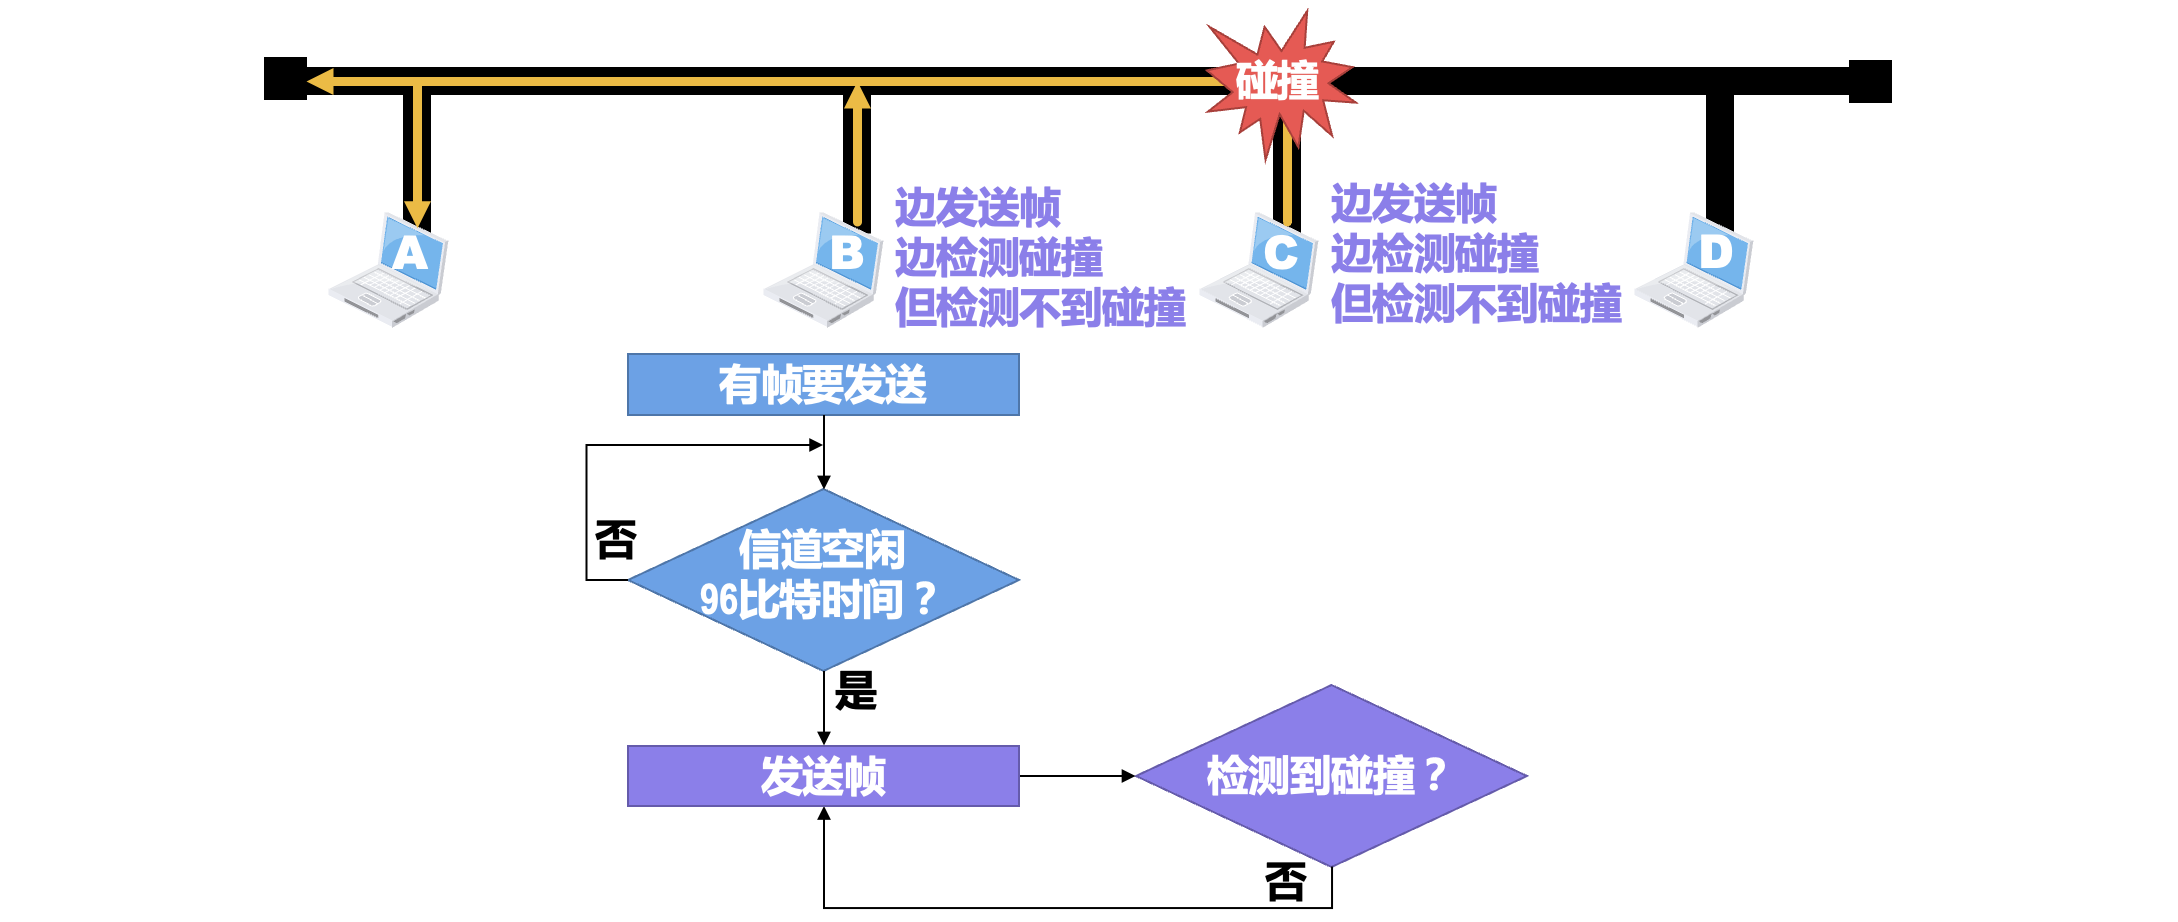 碰撞
A
B
边发送帧
边检测碰撞
但检测不到碰撞
C
边发送帧
边检测碰撞
但检测不到碰撞
D
有帧要发送
否
信道空闲
96比特时间？
是
发送帧
检测到碰撞？
否